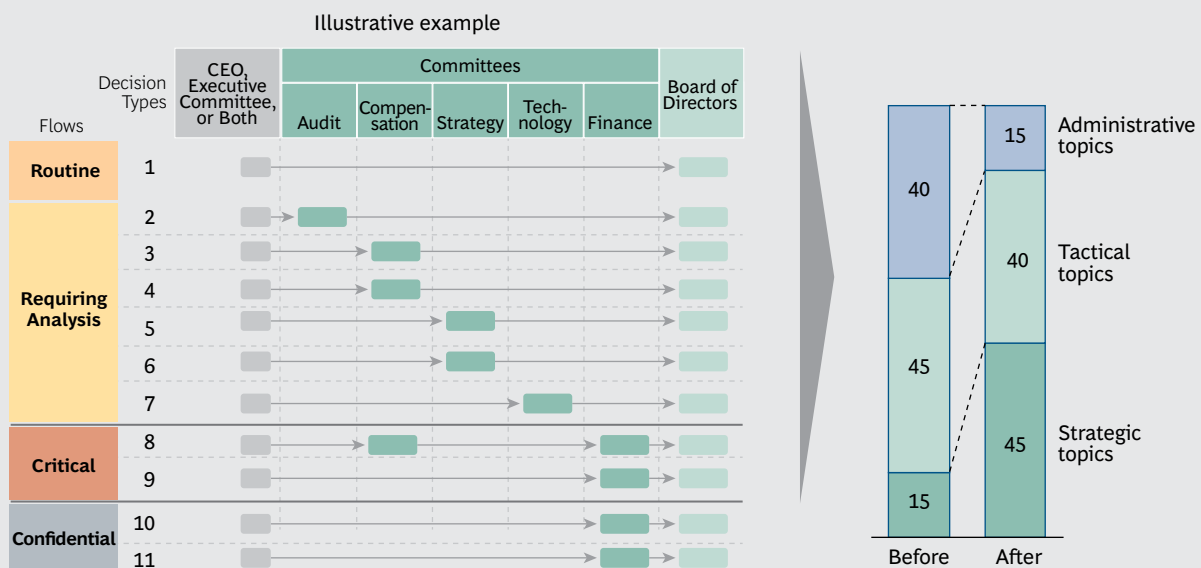 Illustrative example
Decision
Types
Flows
CEO,
Executive
Committee,
or Both
Committees
Audit
Compen-
sation
Strategy
Tech-
nology
Finance
Board of
Directors
Routine
1
Requiring
Analysis
2
3
4
5
6
7
Critical
8
9
Confidential
10
11
40
45
15
Before
15
40
45
After
Administrative
topics
Tactical
topics
Strategic
topics